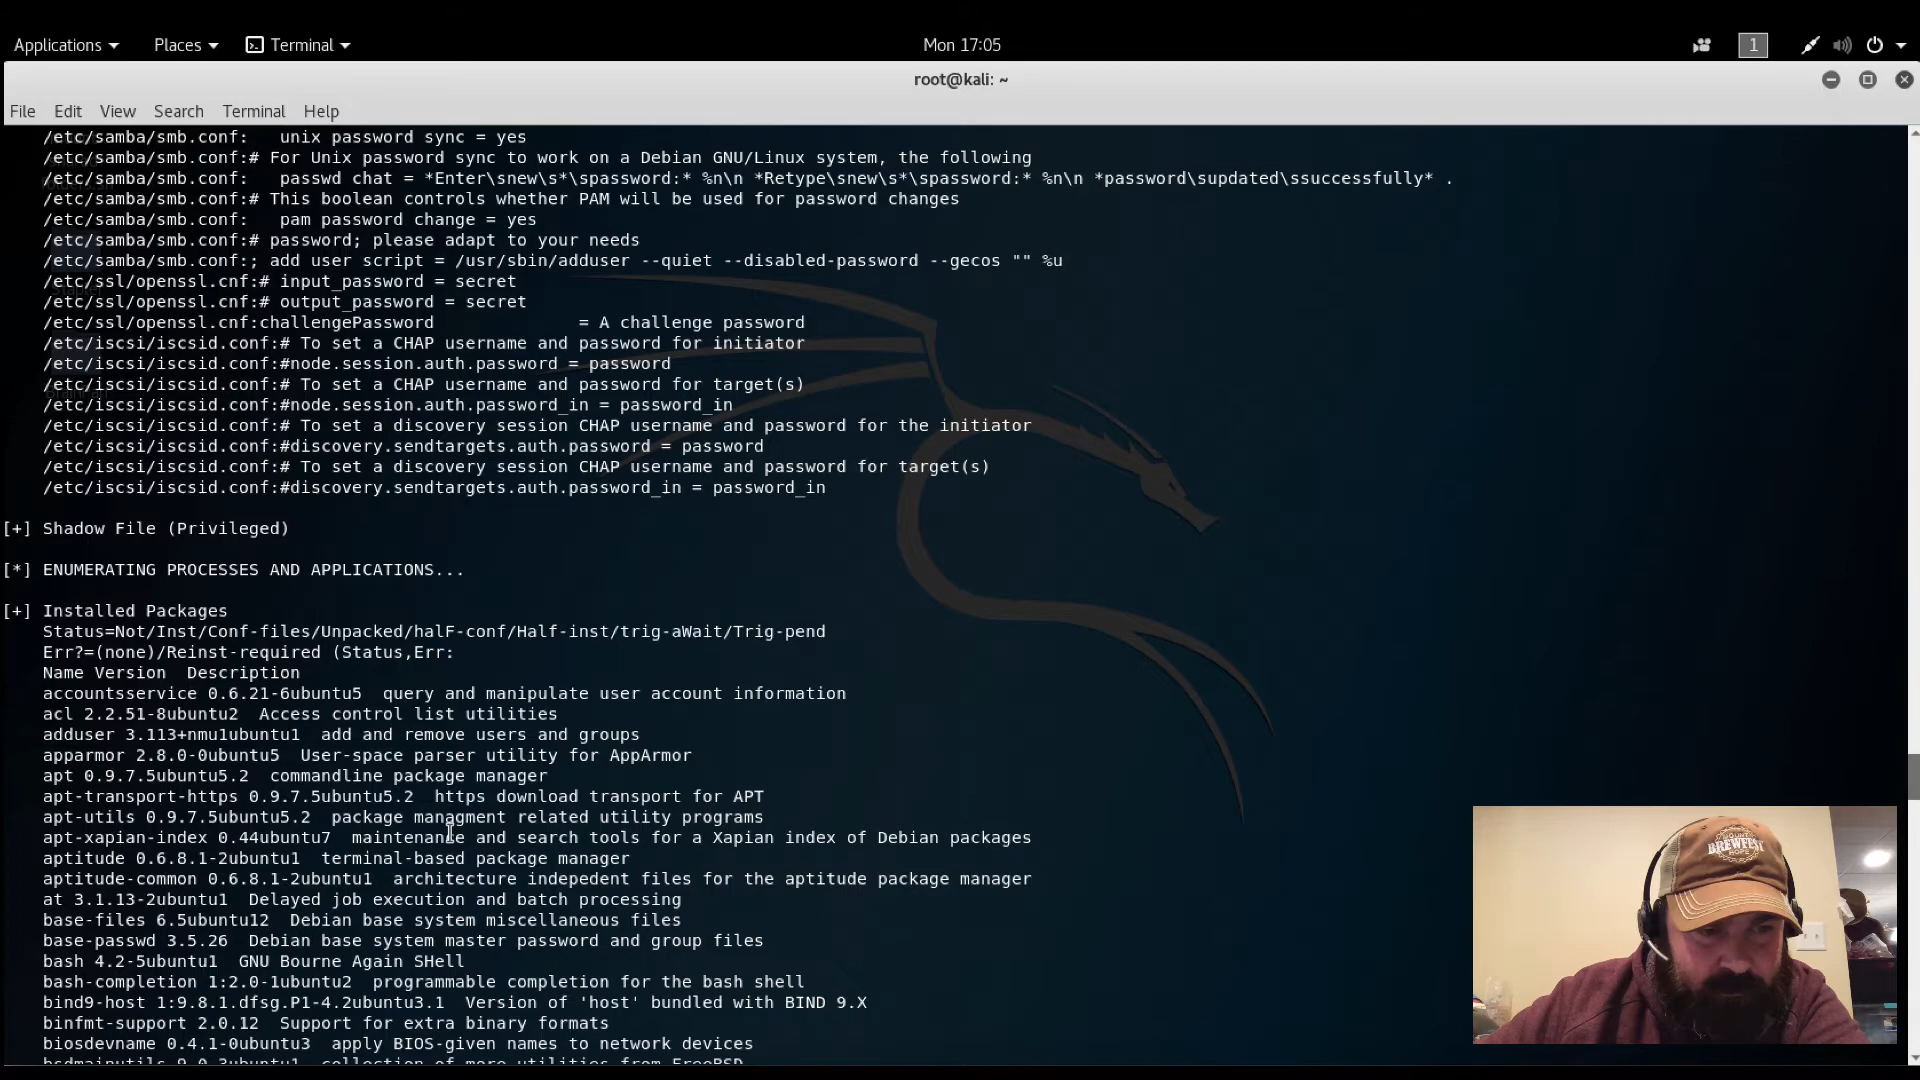 Applications Places Terminal Mon 17:05 1
root@kali: ~
File Edit View Search Terminal Help
/etc/samba/smb.conf:   unix password sync = yes
/etc/samba/smb.conf:# For Unix password sync to work on a Debian GNU/Linux system, the following
/etc/samba/smb.conf:   passwd chat = *Enter\snew\s*\spassword:* %n\n *Retype\snew\s*\spassword:* %n\n *password\supdated\ssuccessfully* .
/etc/samba/smb.conf:# This boolean controls whether PAM will be used for password changes
/etc/samba/smb.conf:   pam password change = yes
/etc/samba/smb.conf:# password; please adapt to your needs
/etc/samba/smb.conf:; add user script = /usr/sbin/adduser --quiet --disabled-password --gecos "" %u
/etc/ssl/openssl.cnf:# input_password = secret
/etc/ssl/openssl.cnf:# output_password = secret
/etc/ssl/openssl.cnf:challengePassword              = A challenge password
/etc/iscsi/iscsid.conf:# To set a CHAP username and password for initiator
/etc/iscsi/iscsid.conf:#node.session.auth.password = password
/etc/iscsi/iscsid.conf:# To set a CHAP username and password for target(s)
/etc/iscsi/iscsid.conf:#node.session.auth.password_in = password_in
/etc/iscsi/iscsid.conf:# To set a discovery session CHAP username and password for the initiator
/etc/iscsi/iscsid.conf:#discovery.sendtargets.auth.password = password
/etc/iscsi/iscsid.conf:# To set a discovery session CHAP username and password for target(s)
/etc/iscsi/iscsid.conf:#discovery.sendtargets.auth.password_in = password_in
[+] Shadow File (Privileged)
[*] ENUMERATING PROCESSES AND APPLICATIONS...
[+] Installed Packages
Status=Not/Inst/Conf-files/Unpacked/halF-conf/Half-inst/trig-aWait/Trig-pend
Err?=(none)/Reinst-required (Status,Err:
Name Version  Description
accountsservice 0.6.21-6ubuntu5  query and manipulate user account information
acl 2.2.51-8ubuntu2  Access control list utilities
adduser 3.113+nmu1ubuntu1  add and remove users and groups
apparmor 2.8.0-0ubuntu5  User-space parser utility for AppArmor
apt 0.9.7.5ubuntu5.2  commandline package manager
apt-transport-https 0.9.7.5ubuntu5.2  https download transport for APT
apt-utils 0.9.7.5ubuntu5.2  package managment related utility programs
apt-xapian-index 0.44ubuntu7  maintenance and search tools for a Xapian index of Debian packages
aptitude 0.6.8.1-2ubuntu1  terminal-based package manager
aptitude-common 0.6.8.1-2ubuntu1  architecture indepedent files for the aptitude package manager
at 3.1.13-2ubuntu1  Delayed job execution and batch processing
base-files 6.5ubuntu12  Debian base system miscellaneous files
base-passwd 3.5.26  Debian base system master password and group files
bash 4.2-5ubuntu1  GNU Bourne Again SHell
bash-completion 1:2.0-1ubuntu2  programmable completion for the bash shell
bind9-host 1:9.8.1.dfsg.P1-4.2ubuntu3.1  Version of 'host' bundled with BIND 9.X
binfmt-support 2.0.12  Support for extra binary formats
biosdevname 0.4.1-0ubuntu3  apply BIOS-given names to network devices
bsdmainutils 9.0.3ubuntu1  collection of more utilities from FreeBSD
MOUNT HOPE
BREWFEST